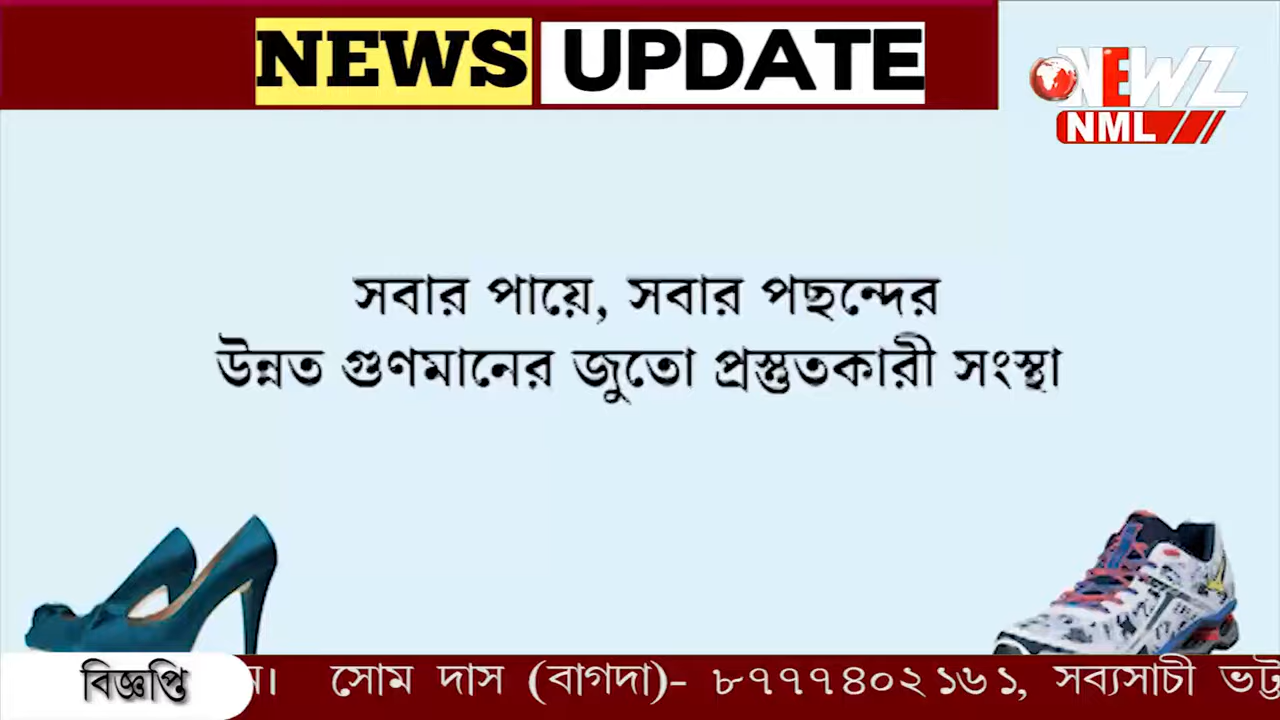 NEWS UPDATE
NEWZ
NML
সবার পায়ে, সবার পছন্দের
উন্নত গুণমানের জুতো প্রস্তুতকারী সংস্থা
বিজ্ঞপ্তি
সোম দাস (বাগদা)- ৮৭৭৭৪০২১৬১, সব্যসাচী